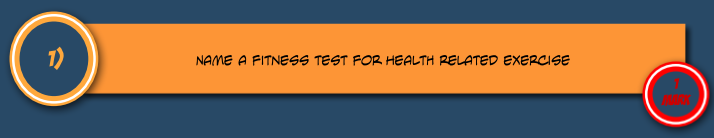 1)
NAME A FITNESS TEST FOR HEALTH RELATED EXERCISE
1
MARK